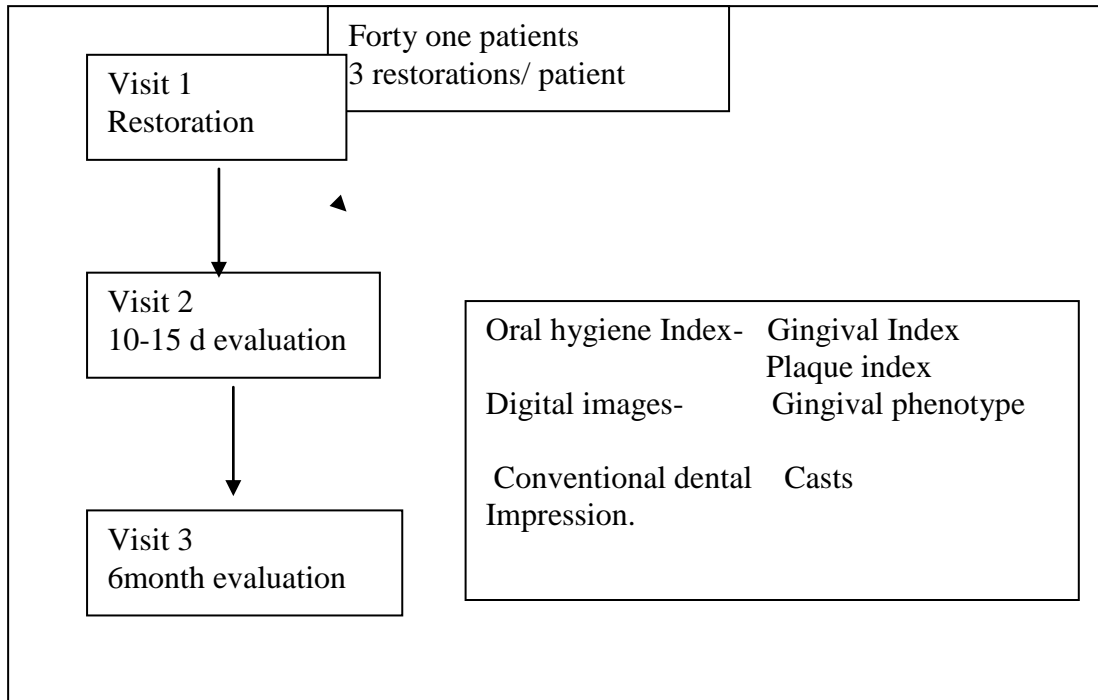 Forty one patients
3 restorations/ patient
Visit 1
Restoration
Visit 2
10-15 d evaluation
Oral hygiene Index- Gingival Index
Plaque index
Digital images- Gingival phenotype
Conventional dental Casts
Impression.
Visit 3
6month evaluation